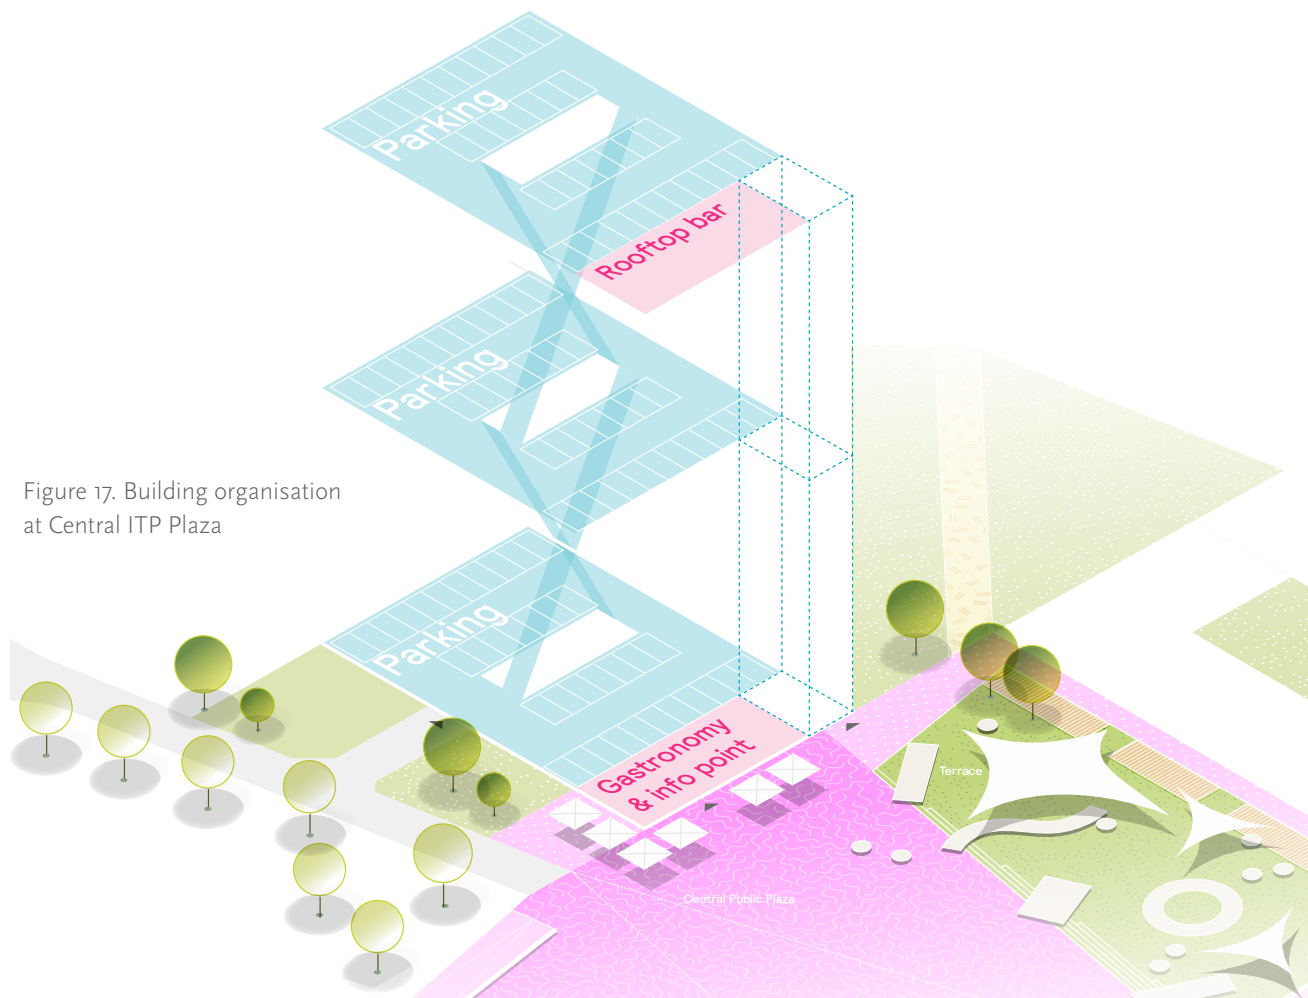 Parking
Rooftop bar
Parking
Figure 17. Building organisation
at Central ITP Plaza
Parking
Gastronomy
& info point
Terrace
Central Public Plaza